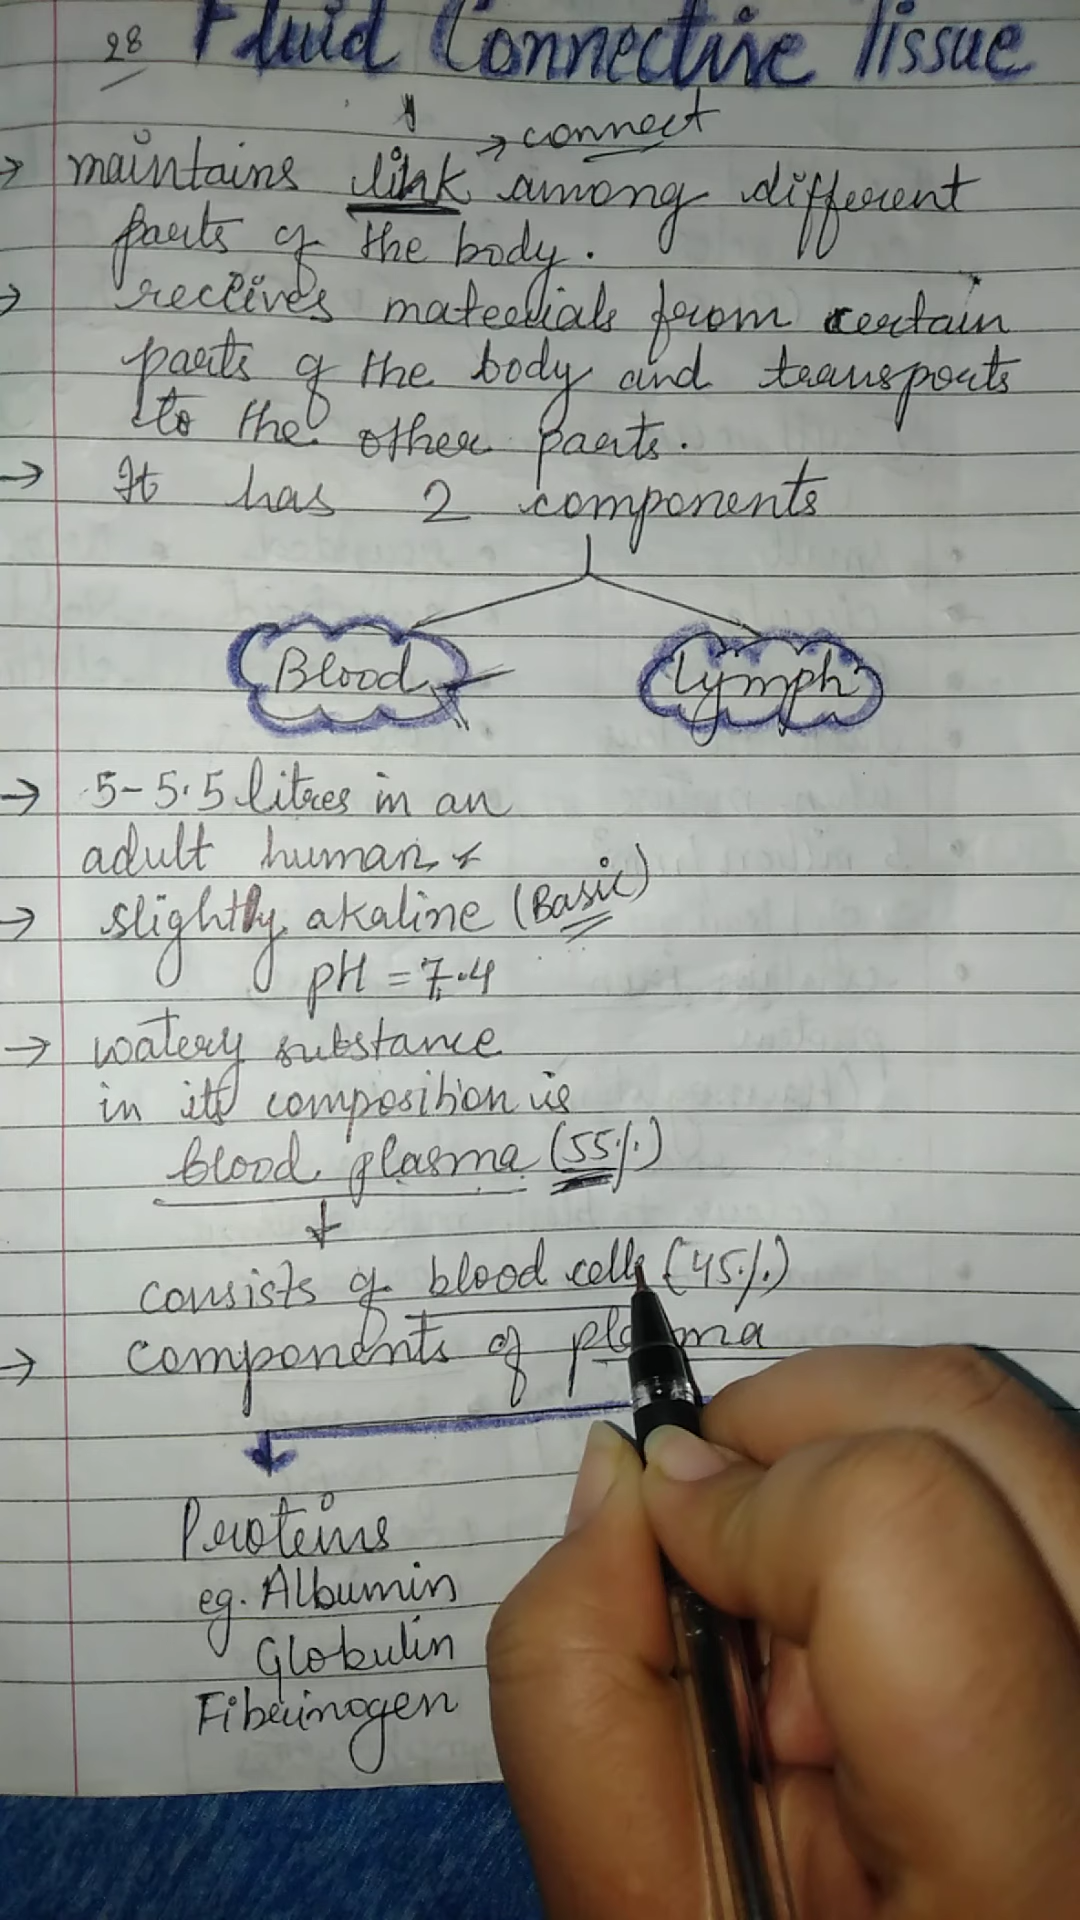 28 Fluid Connective Tissue
→ connect
→ maintains link among different
parts of the body.
→ receives materials from certain
parts of the body and transports
to the other parts.
→ It has 2 components
Blood Lymph
→ 5-5.5 litres in an
adult human
→ slightly akaline (Basic)
pH = 7.4
→ watery substance
in its composition is
blood plasma (55%)
consists of blood cells (45%)
→ components of plasma
Proteins
eg. Albumin
Globulin
Fibrinogen